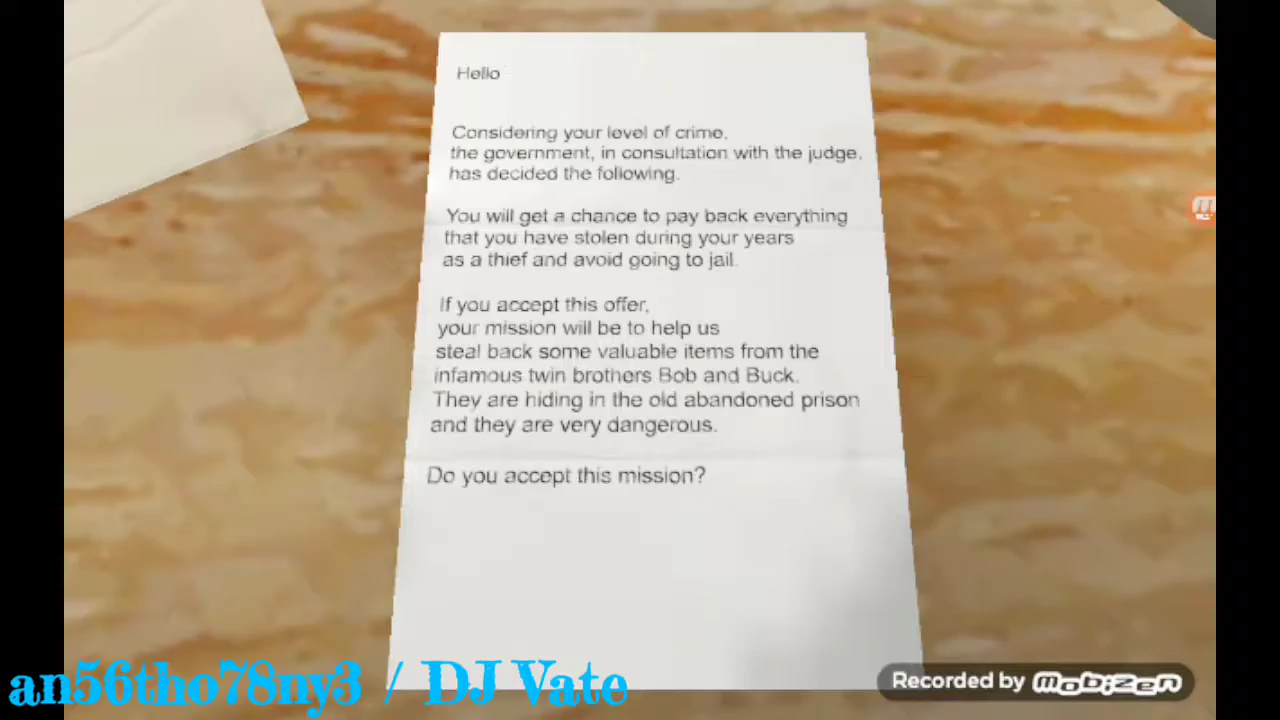 Hello
Considering your level of crime,
the government, in consultation with the judge,
has decided the following.
You will get a chance to pay back everything
that you have stolen during your years
as a thief and avoid going to jail.
If you accept this offer,
your mission will be to help us
steal back some valuable items from the
infamous twin brothers Bob and Buck.
They are hiding in the old abandoned prison
and they are very dangerous.
Do you accept this mission?
an56tho78ny3 / DJ Vate
Recorded by mobizen